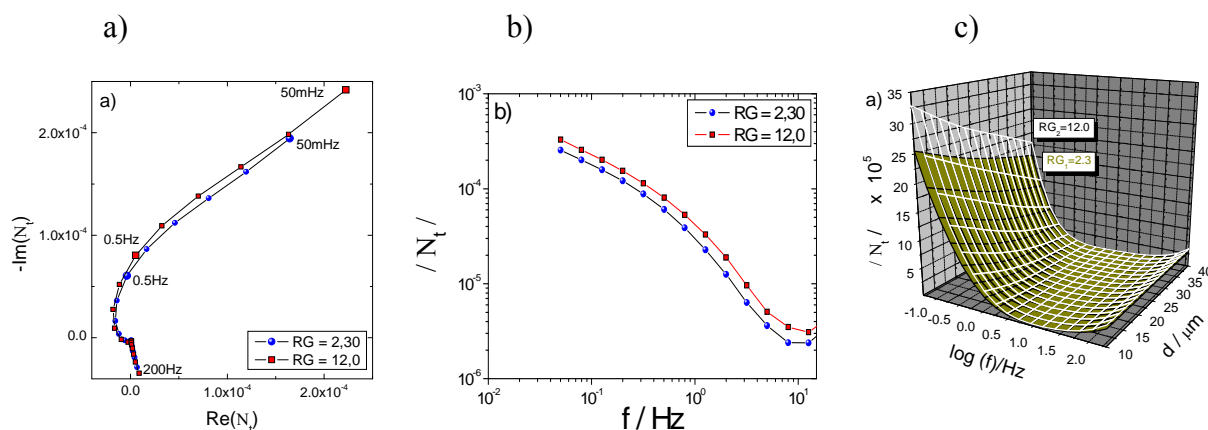 a)
b)
c)
a)
50mHz
50mHz
2.0x10⁻⁴
1.0x10⁻⁴
0.0
0.5Hz
0.5Hz
200Hz
RG = 2,30
RG = 12,0
-Im(Nₜ)
0.0
1.0x10⁻⁴
2.0x10⁻⁴
Re(Nₜ)
b)
RG = 2,30
RG = 12,0
10⁻³
10⁻⁴
10⁻⁵
10⁻⁶
/ Nₜ /
10⁻²
10⁻¹
10⁰
10¹
f / Hz
a)
RG₂=12.0
RG₁=2.3
35
30
25
20
15
10
5
/ Nₜ / x 10⁵
-1.0
-0.5
0.0
0.5
1.0
1.5
2.0
log (f)/Hz
10
15
20
25
30
35
40
d / μm